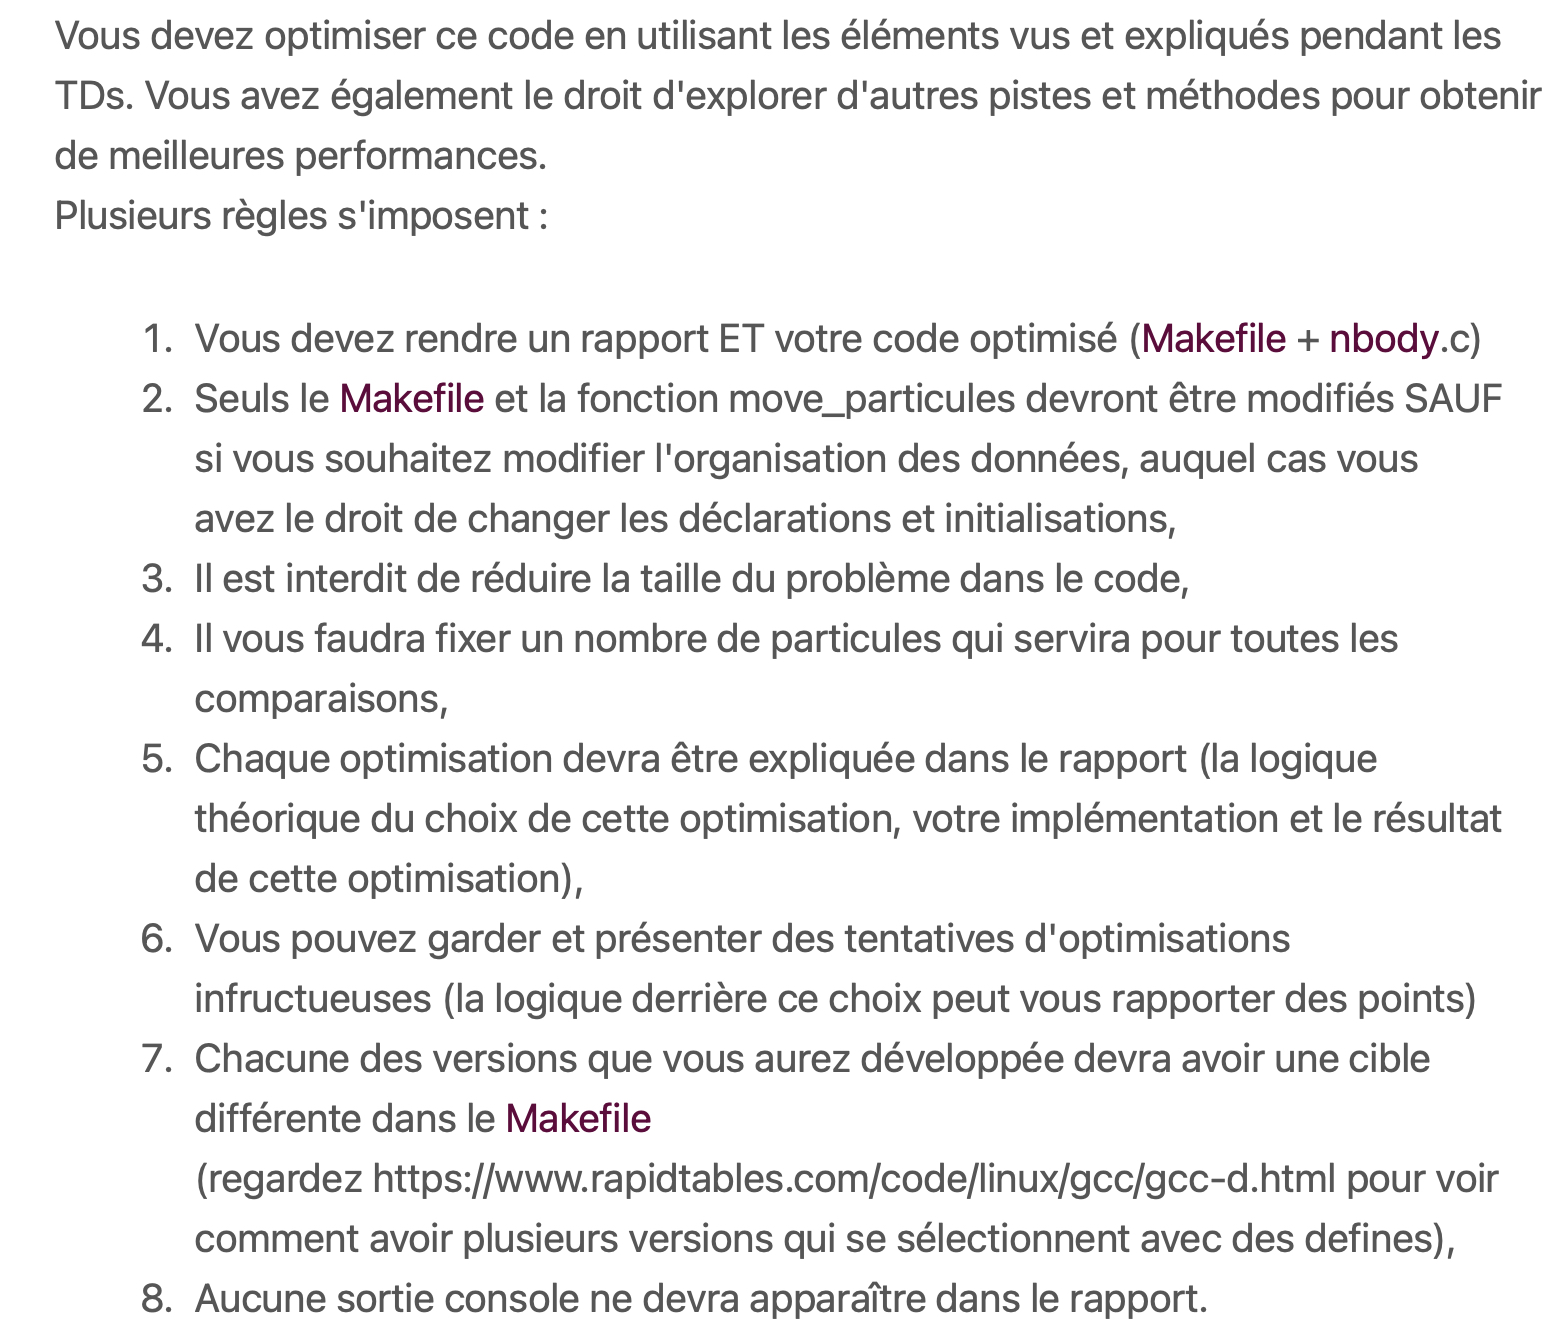 Vous devez optimiser ce code en utilisant les éléments vus et expliqués pendant les
TDs. Vous avez également le droit d'explorer d'autres pistes et méthodes pour obtenir
de meilleures performances.
Plusieurs règles s'imposent :
1. Vous devez rendre un rapport ET votre code optimisé (Makefile + nbody.c)
2. Seuls le Makefile et la fonction move_particules devront être modifiés SAUF
si vous souhaitez modifier l'organisation des données, auquel cas vous
avez le droit de changer les déclarations et initialisations,
3. Il est interdit de réduire la taille du problème dans le code,
4. Il vous faudra fixer un nombre de particules qui servira pour toutes les
comparaisons,
5. Chaque optimisation devra être expliquée dans le rapport (la logique
théorique du choix de cette optimisation, votre implémentation et le résultat
de cette optimisation),
6. Vous pouvez garder et présenter des tentatives d'optimisations
infructueuses (la logique derrière ce choix peut vous rapporter des points)
7. Chacune des versions que vous aurez développée devra avoir une cible
différente dans le Makefile
(regardez https://www.rapidtables.com/code/linux/gcc/gcc-d.html pour voir
comment avoir plusieurs versions qui se sélectionnent avec des defines),
8. Aucune sortie console ne devra apparaître dans le rapport.